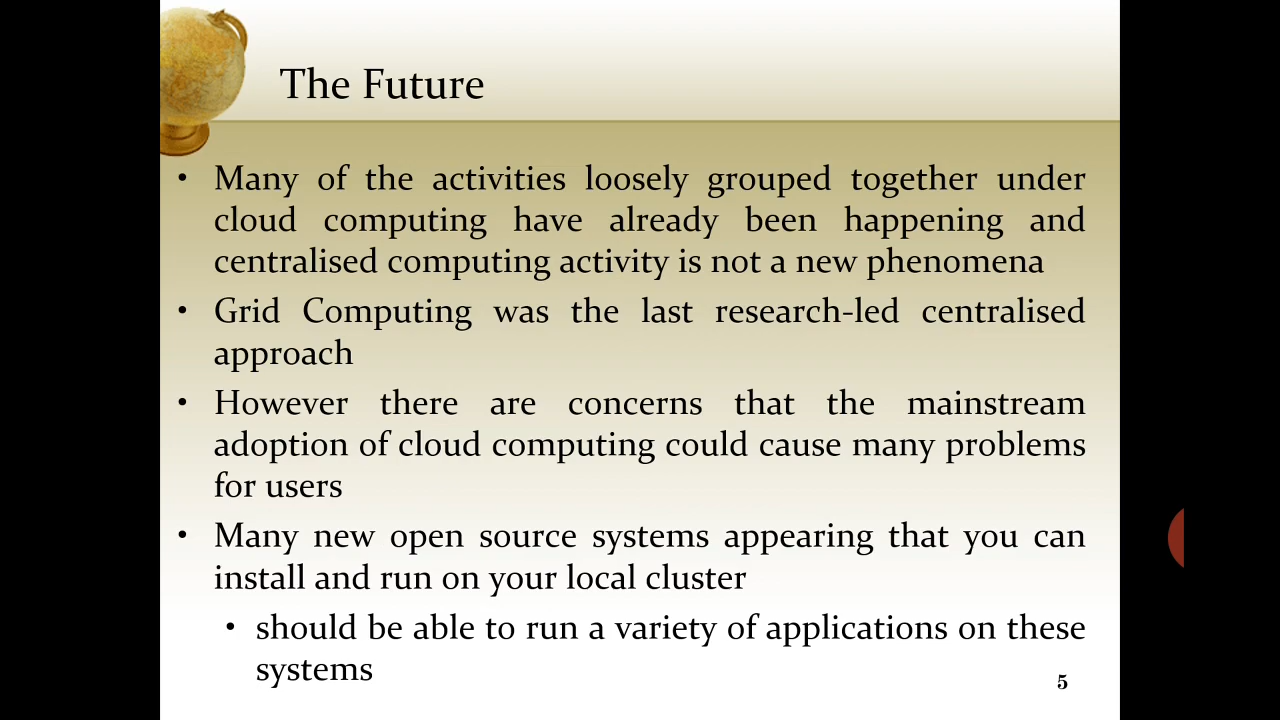 The Future
• Many of the activities loosely grouped together under
cloud computing have already been happening and
centralised computing activity is not a new phenomena
• Grid Computing was the last research-led centralised
approach
• However there are concerns that the mainstream
adoption of cloud computing could cause many problems
for users
• Many new open source systems appearing that you can
install and run on your local cluster
• should be able to run a variety of applications on these
systems
5